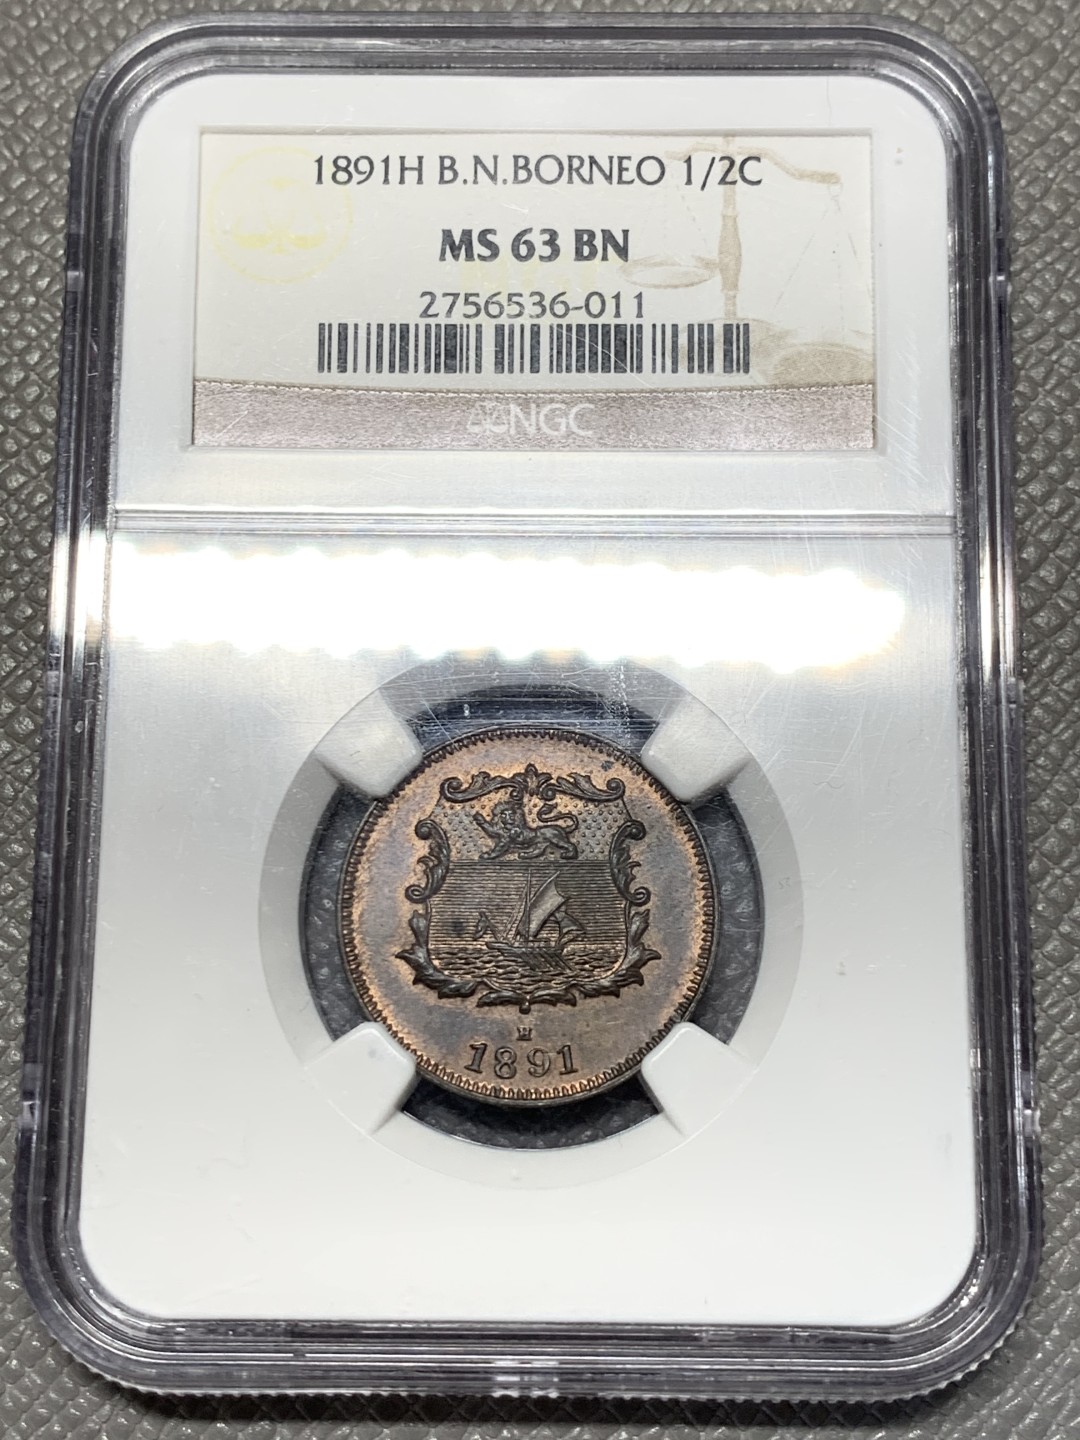 1891H B.N.BORNEO 1/2C
MS 63 BN
2756536-011
NGC
H
1891